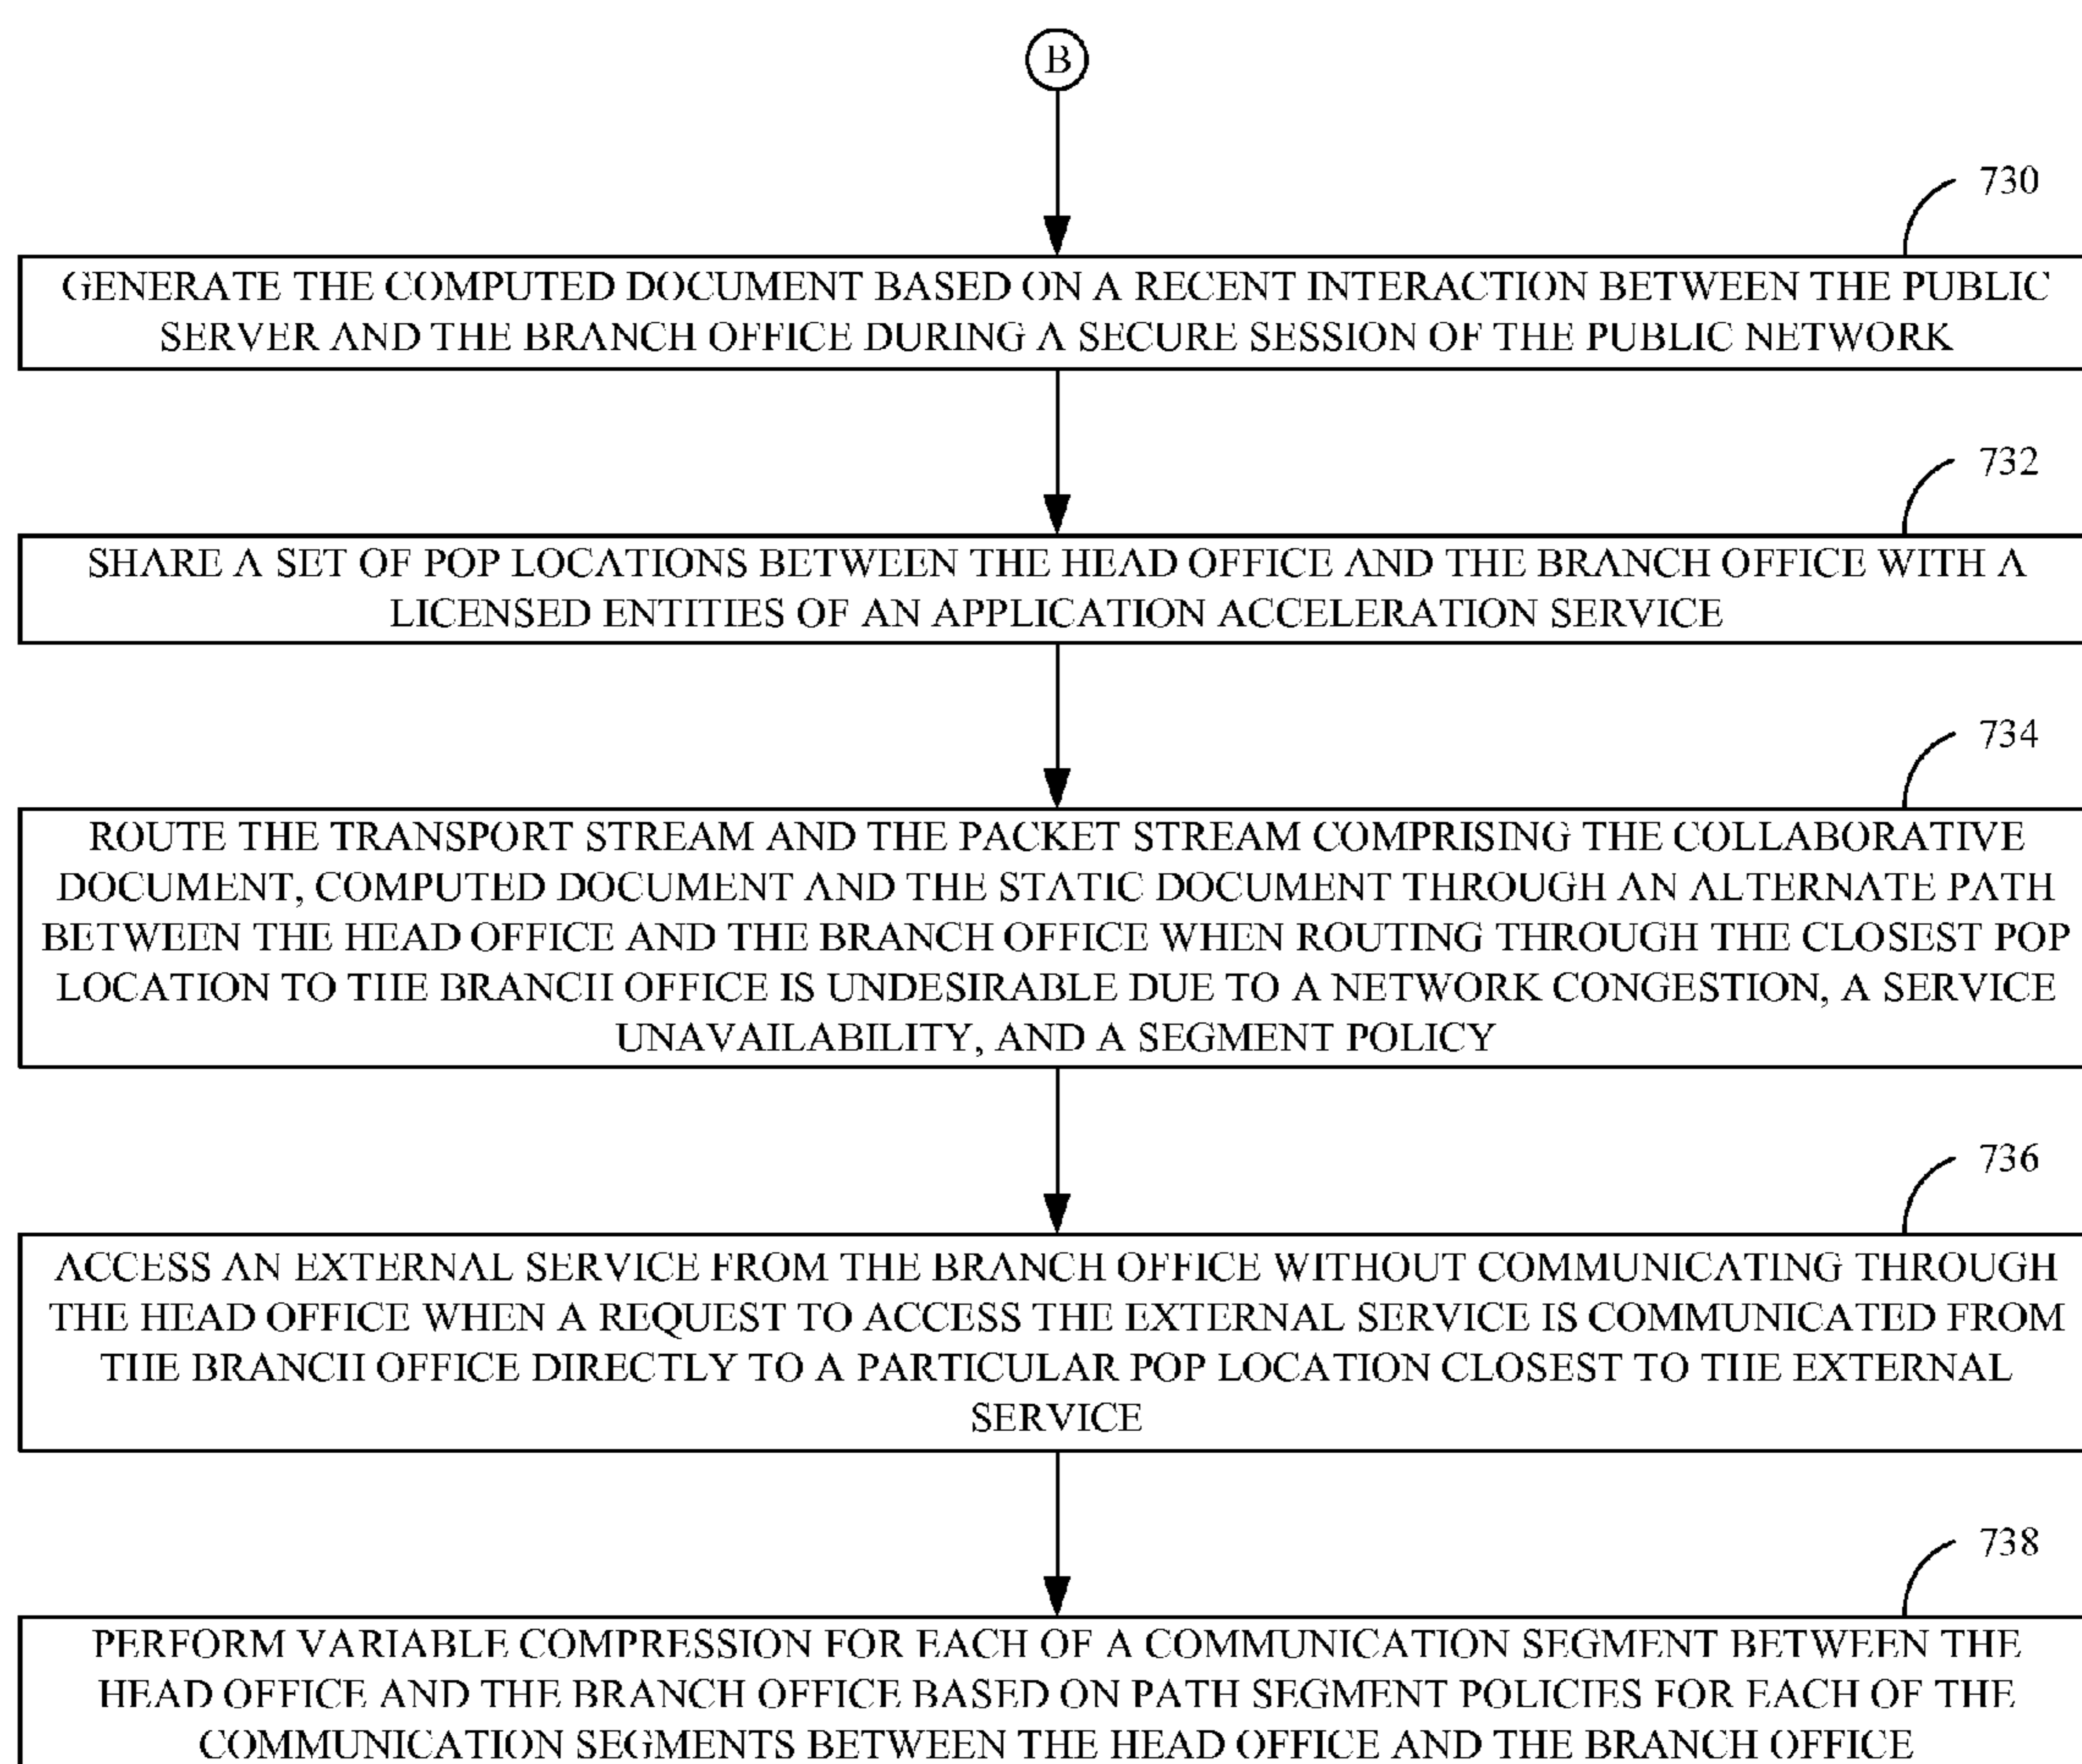 B
730
GENERATE THE COMPUTED DOCUMENT BASED ON A RECENT INTERACTION BETWEEN THE PUBLIC
SERVER AND THE BRANCH OFFICE DURING A SECURE SESSION OF THE PUBLIC NETWORK
732
SHARE A SET OF POP LOCATIONS BETWEEN THE HEAD OFFICE AND THE BRANCH OFFICE WITH A
LICENSED ENTITIES OF AN APPLICATION ACCELERATION SERVICE
734
ROUTE THE TRANSPORT STREAM AND THE PACKET STREAM COMPRISING THE COLLABORATIVE
DOCUMENT, COMPUTED DOCUMENT AND THE STATIC DOCUMENT THROUGH AN ALTERNATE PATH
BETWEEN THE HEAD OFFICE AND THE BRANCH OFFICE WHEN ROUTING THROUGH THE CLOSEST POP
LOCATION TO THE BRANCH OFFICE IS UNDESIRABLE DUE TO A NETWORK CONGESTION, A SERVICE
UNAVAILABILITY, AND A SEGMENT POLICY
736
ACCESS AN EXTERNAL SERVICE FROM THE BRANCH OFFICE WITHOUT COMMUNICATING THROUGH
THE HEAD OFFICE WHEN A REQUEST TO ACCESS THE EXTERNAL SERVICE IS COMMUNICATED FROM
THE BRANCH OFFICE DIRECTLY TO A PARTICULAR POP LOCATION CLOSEST TO THE EXTERNAL
SERVICE
738
PERFORM VARIABLE COMPRESSION FOR EACH OF A COMMUNICATION SEGMENT BETWEEN THE
HEAD OFFICE AND THE BRANCH OFFICE BASED ON PATH SEGMENT POLICIES FOR EACH OF THE
COMMUNICATION SEGMENTS BETWEEN THE HEAD OFFICE AND THE BRANCH OFFICE